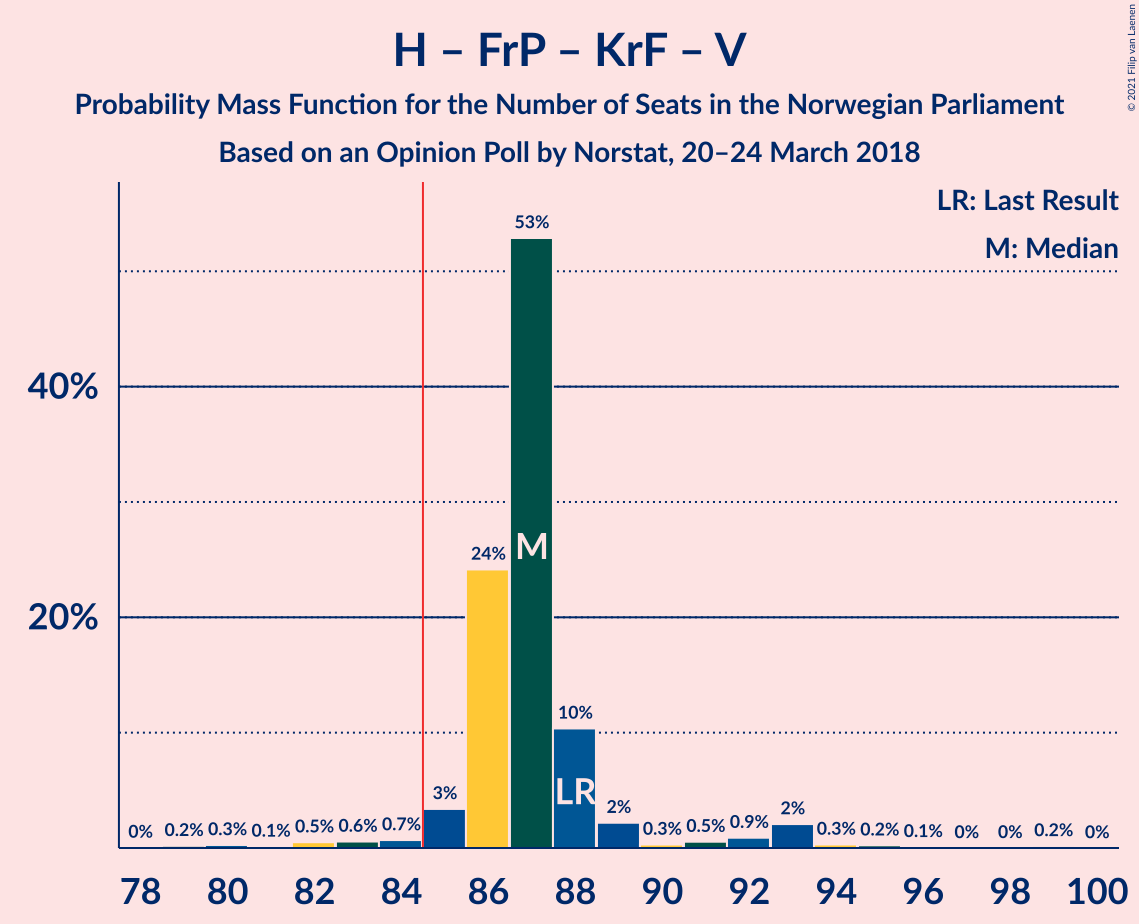 H – FrP – KrF – V
Probability Mass Function for the Number of Seats in the Norwegian Parliament
Based on an Opinion Poll by Norstat, 20–24 March 2018
© 2021 Filip van Laenen
LR: Last Result
M: Median
40%
20%
0% 0.2% 0.3% 0.1% 0.5% 0.6% 0.7% 3% 24% 53% 10% 2% 0.3% 0.5% 0.9% 2% 0.3% 0.2% 0.1% 0% 0% 0.2% 0%
M
LR
78 80 82 84 86 88 90 92 94 96 98 100